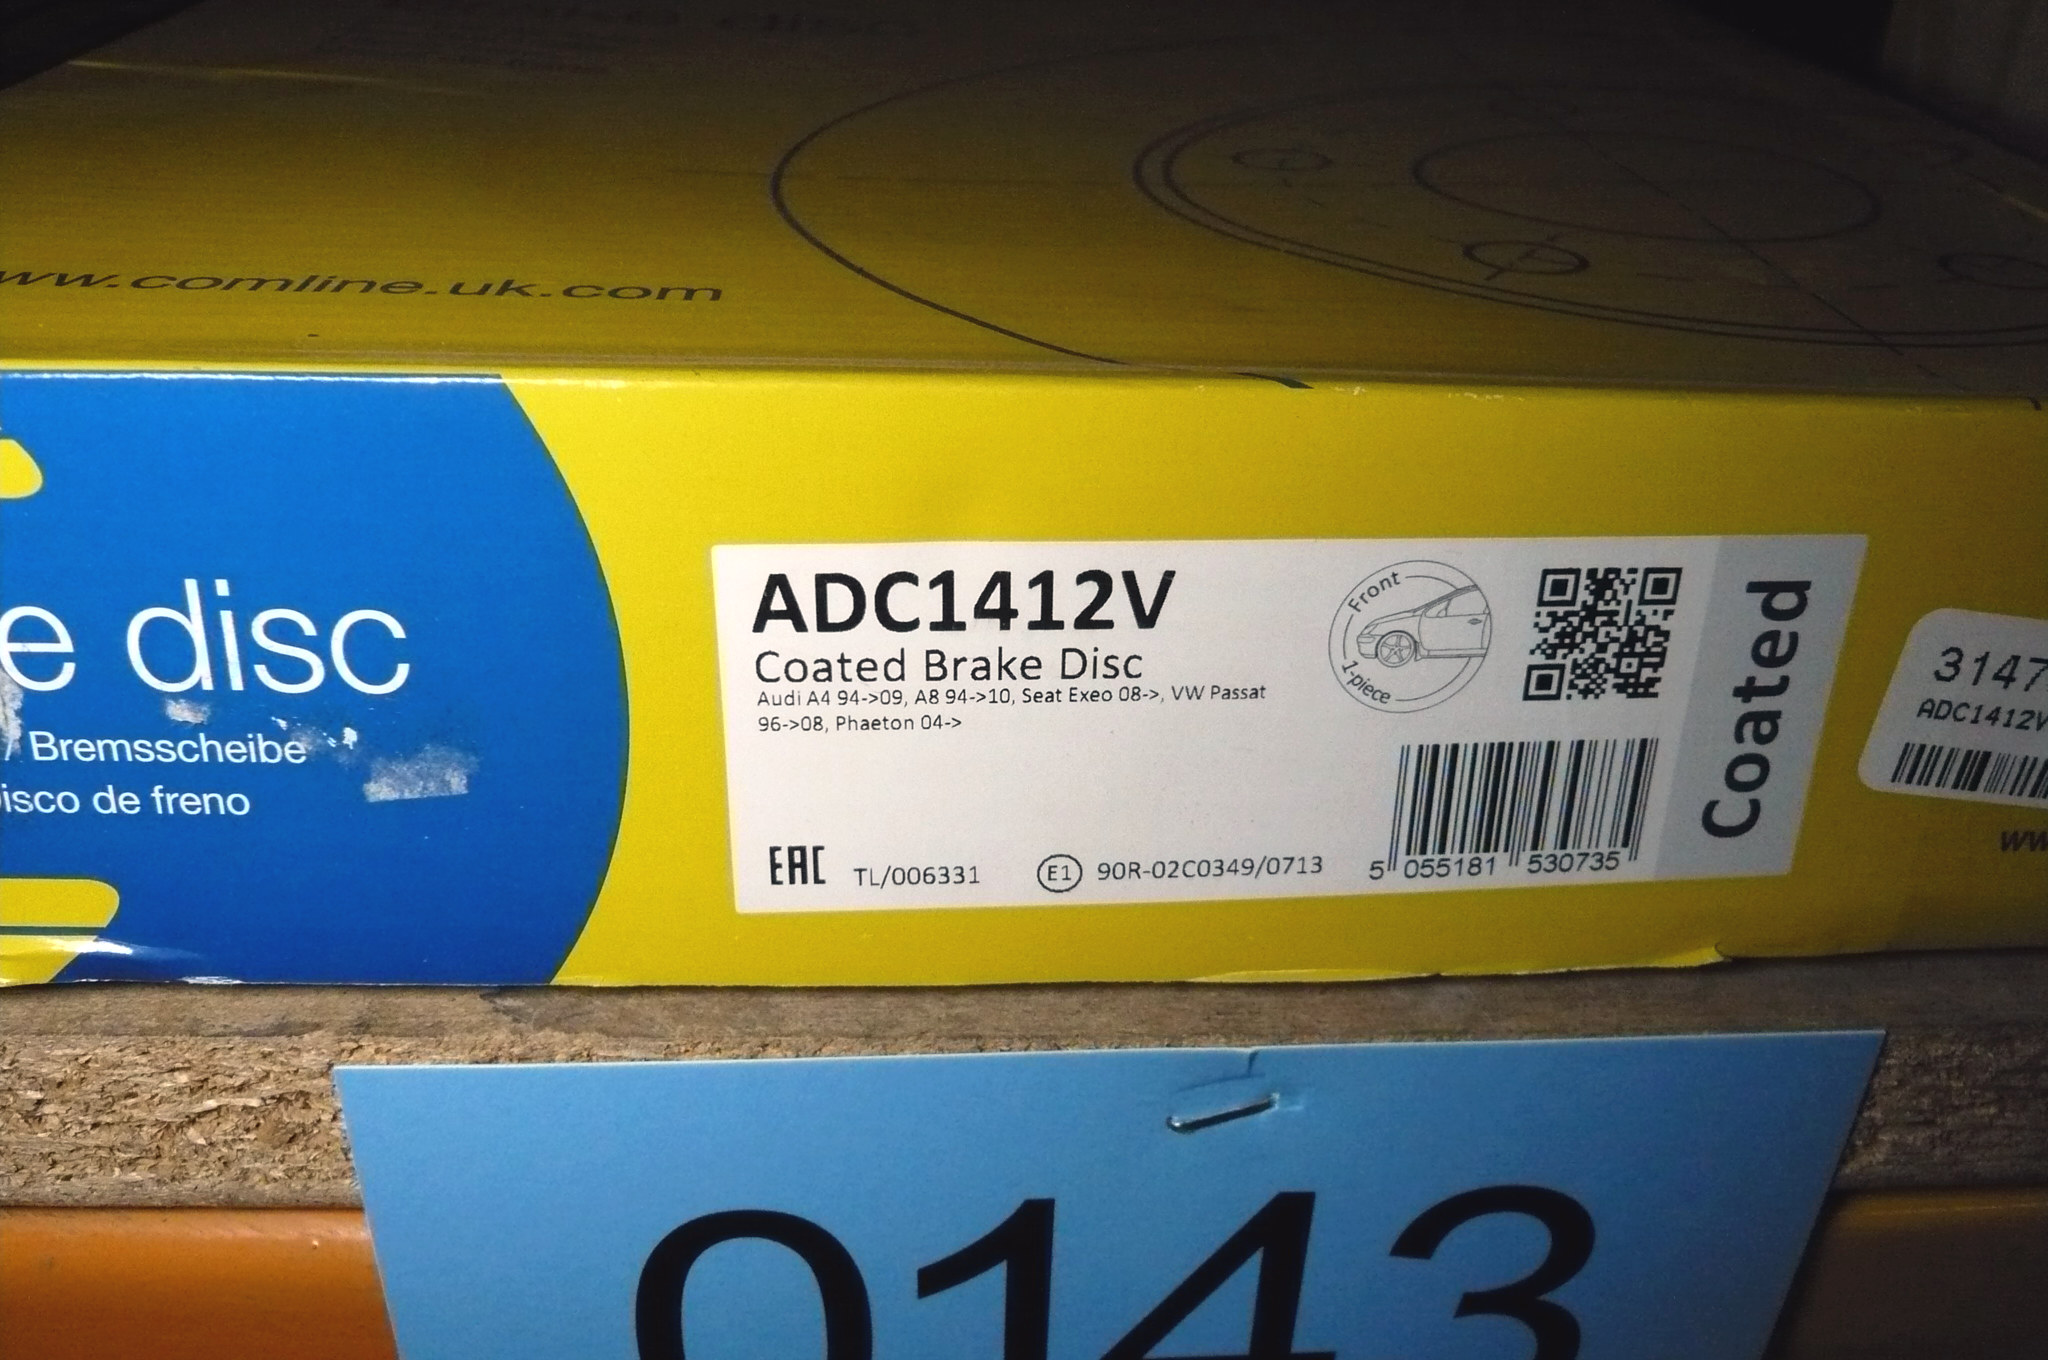 www.comline.uk.com
e disc
/ Bremsscheibe
isco de freno
ADC1412V
Coated Brake Disc
Audi A4 94->09, A8 94->10, Seat Exeo 08->, VW Passat
96->08, Phaeton 04->
Front
1-piece
Coated
EAC TL/006331 E1 90R-02C0349/0713
5 055181 530735
3147
ADC1412V
ww
0143